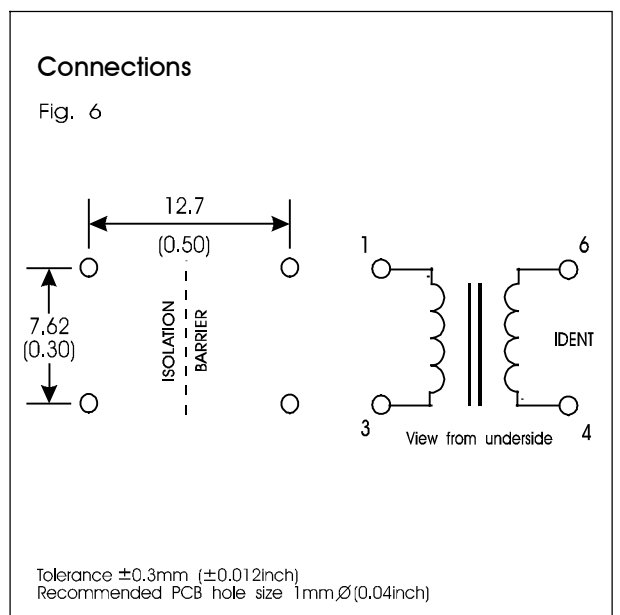 Connections
Fig. 6
12.7
(0.50)
7.62
(0.30)
ISOLATION
BARRIER
1
6
IDENT
3
4
View from underside
Tolerance ±0.3mm (±0.012inch)
Recommended PCB hole size 1mmØ(0.04inch)